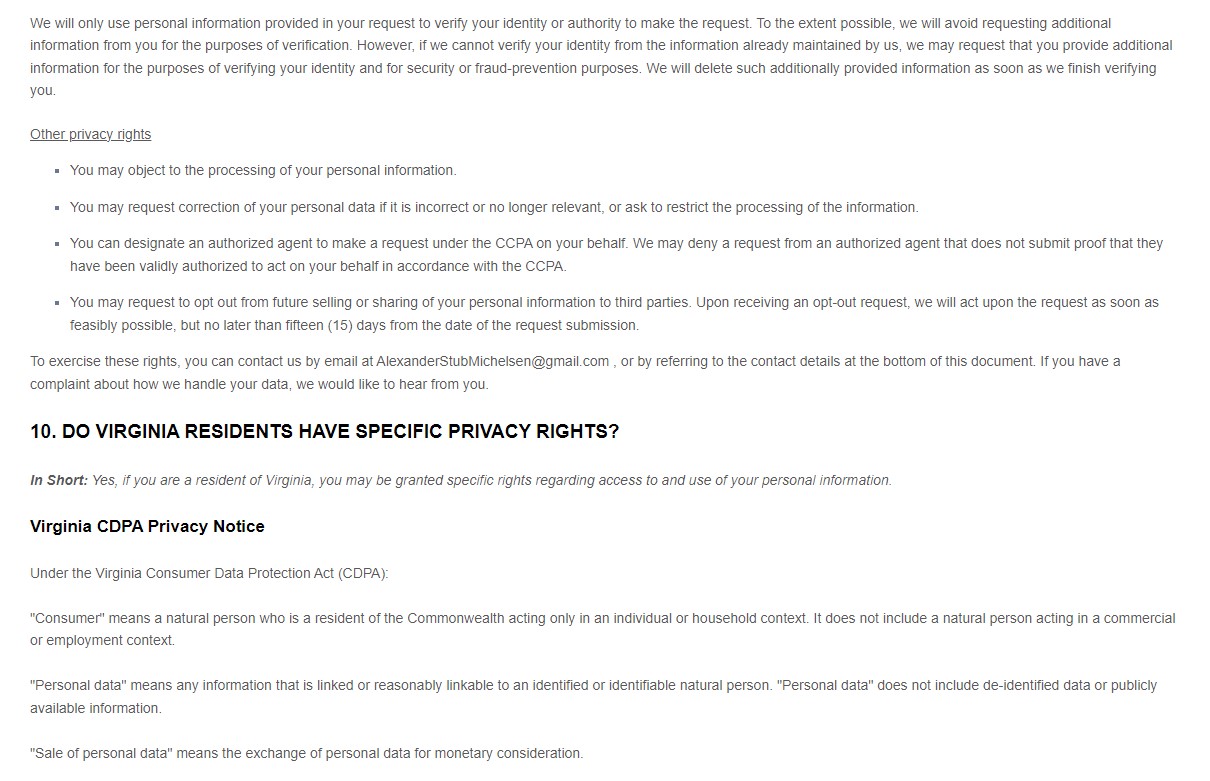 We will only use personal information provided in your request to verify your identity or authority to make the request. To the extent possible, we will avoid requesting additional
information from you for the purposes of verification. However, if we cannot verify your identity from the information already maintained by us, we may request that you provide additional
information for the purposes of verifying your identity and for security or fraud-prevention purposes. We will delete such additionally provided information as soon as we finish verifying
you.
Other privacy rights
▪ You may object to the processing of your personal information.
▪ You may request correction of your personal data if it is incorrect or no longer relevant, or ask to restrict the processing of the information.
▪ You can designate an authorized agent to make a request under the CCPA on your behalf. We may deny a request from an authorized agent that does not submit proof that they
have been validly authorized to act on your behalf in accordance with the CCPA.
▪ You may request to opt out from future selling or sharing of your personal information to third parties. Upon receiving an opt-out request, we will act upon the request as soon as
feasibly possible, but no later than fifteen (15) days from the date of the request submission.
To exercise these rights, you can contact us by email at AlexanderStubMichelsen@gmail.com , or by referring to the contact details at the bottom of this document. If you have a
complaint about how we handle your data, we would like to hear from you.
10. DO VIRGINIA RESIDENTS HAVE SPECIFIC PRIVACY RIGHTS?
In Short: Yes, if you are a resident of Virginia, you may be granted specific rights regarding access to and use of your personal information.
Virginia CDPA Privacy Notice
Under the Virginia Consumer Data Protection Act (CDPA):
"Consumer" means a natural person who is a resident of the Commonwealth acting only in an individual or household context. It does not include a natural person acting in a commercial
or employment context.
"Personal data" means any information that is linked or reasonably linkable to an identified or identifiable natural person. "Personal data" does not include de-identified data or publicly
available information.
"Sale of personal data" means the exchange of personal data for monetary consideration.